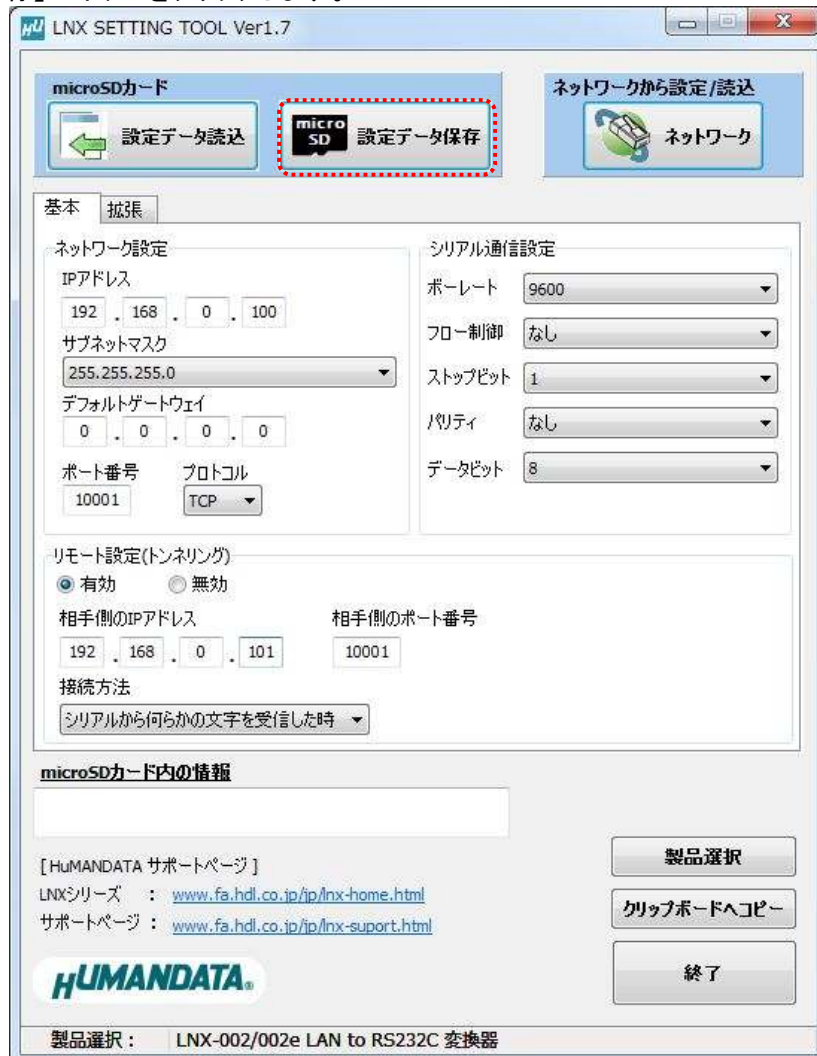 LNX SETTING TOOL Ver1.7
microSDカード
ネットワークから設定/読込
設定データ読込
micro
SD
設定データ保存
ネットワーク
基本
拡張
ネットワーク設定
IPアドレス
192 . 168 . 0 . 100
サブネットマスク
255.255.255.0
デフォルトゲートウェイ
0 . 0 . 0 . 0
ポート番号 プロトコル
10001 TCP
シリアル通信設定
ボーレート 9600
フロー制御 なし
ストップビット 1
パリティ なし
データビット 8
リモート設定(トンネリング)
有効 無効
相手側のIPアドレス 相手側のポート番号
192 . 168 . 0 . 101 10001
接続方法
シリアルから何らかの文字を受信した時
microSDカード内の情報
[HuMANDATA サポートページ]
LNXシリーズ : www.fa.hdl.co.jp/jp/lnx-home.html
サポートページ : www.fa.hdl.co.jp/jp/lnx-suport.html
製品選択
クリップボードへコピー
終了
HUMANDATA®
製品選択: LNX-002/002e LAN to RS232C 変換器